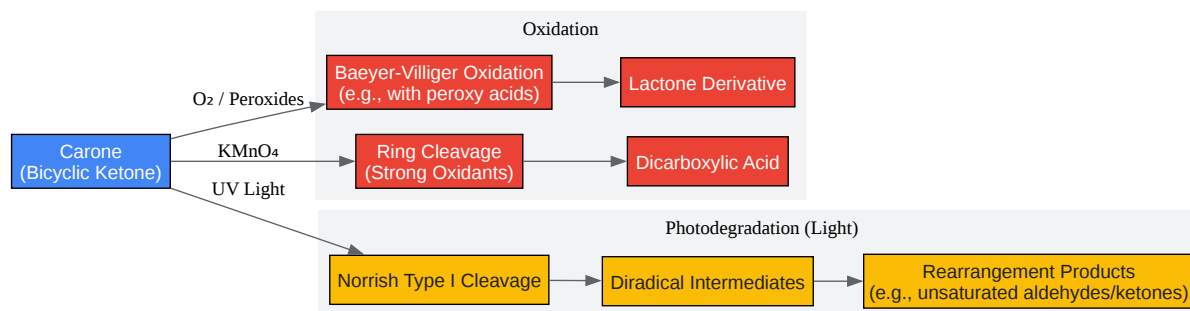 Oxidation
Baeyer-Villiger Oxidation
(e.g., with peroxy acids)
Lactone Derivative
O₂ / Peroxides
Carone
(Bicyclic Ketone)
KMnO₄
Ring Cleavage
(Strong Oxidants)
Dicarboxylic Acid
UV Light
Photodegradation (Light)
Norrish Type I Cleavage
Diradical Intermediates
Rearrangement Products
(e.g., unsaturated aldehydes/ketones)